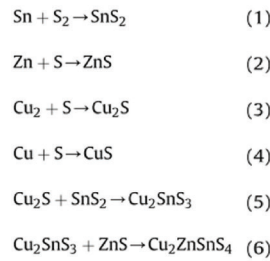 Sn + S₂→SnS₂ (1)
Zn + S→ZnS (2)
Cu₂ + S→Cu₂S (3)
Cu + S→CuS (4)
Cu₂S + SnS₂→Cu₂SnS₃ (5)
Cu₂SnS₃ + ZnS→Cu₂ZnSnS₄ (6)